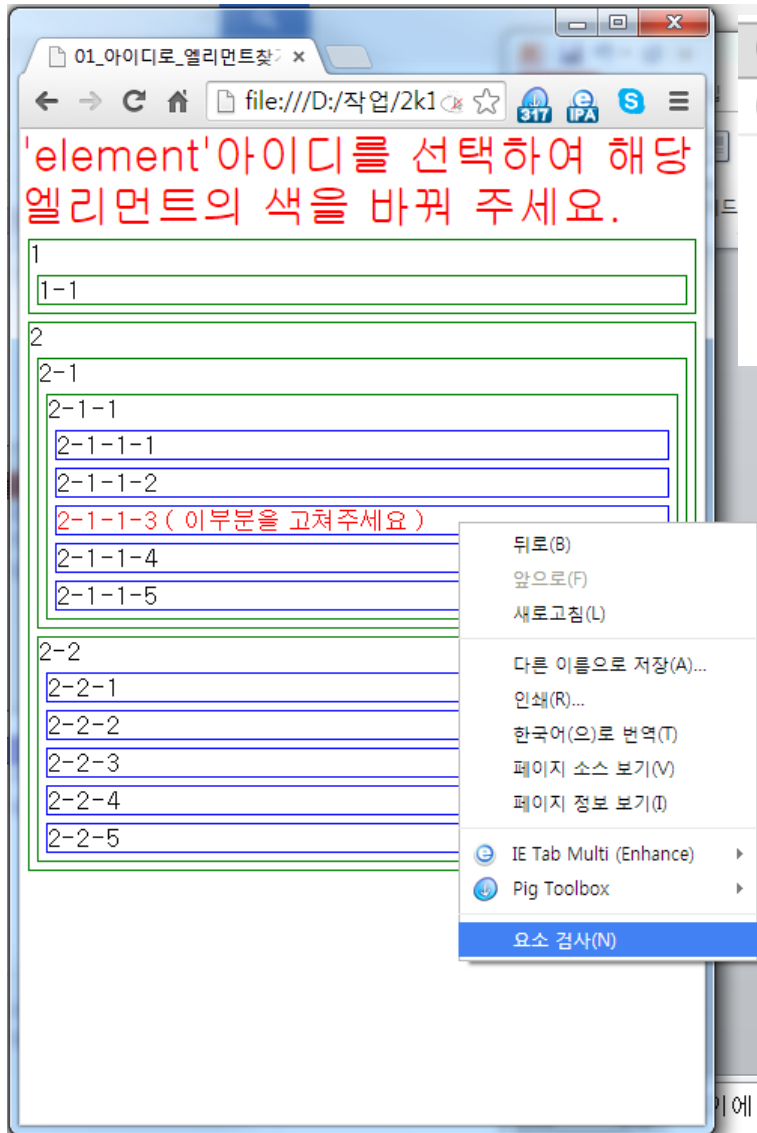 01_아이디로_엘리먼트찾
file:///D:/작업/2k1
317
IPA
'element'아이디를 선택하여 해당
엘리먼트의 색을 바꿔 주세요.
1
1-1
2
2-1
2-1-1
2-1-1-1
2-1-1-2
2-1-1-3 ( 이부분을 고쳐주세요 )
2-1-1-4
2-1-1-5
2-2
2-2-1
2-2-2
2-2-3
2-2-4
2-2-5
뒤로(B)
앞으로(F)
새로고침(L)
다른 이름으로 저장(A)...
인쇄(R)...
한국어(으)로 번역(T)
페이지 소스 보기(V)
페이지 정보 보기(I)
IE Tab Multi (Enhance)
Pig Toolbox
요소 검사(N)